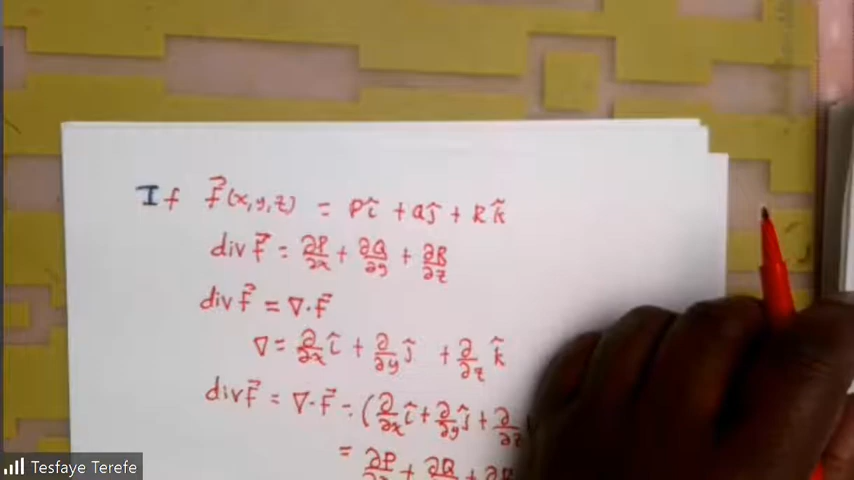 If F⃗(x,y,z) = Pî + Qĵ + Rk̂
div F⃗ = ∂P/∂x + ∂Q/∂y + ∂R/∂z
div F⃗ = ∇·F⃗
∇ = ∂/∂x î + ∂/∂y ĵ + ∂/∂z k̂
div F⃗ = ∇·F⃗ = (∂/∂x î + ∂/∂y ĵ + ∂/∂z
= ∂P/∂x + ∂Q/∂y + ∂R
Tesfaye Terefe